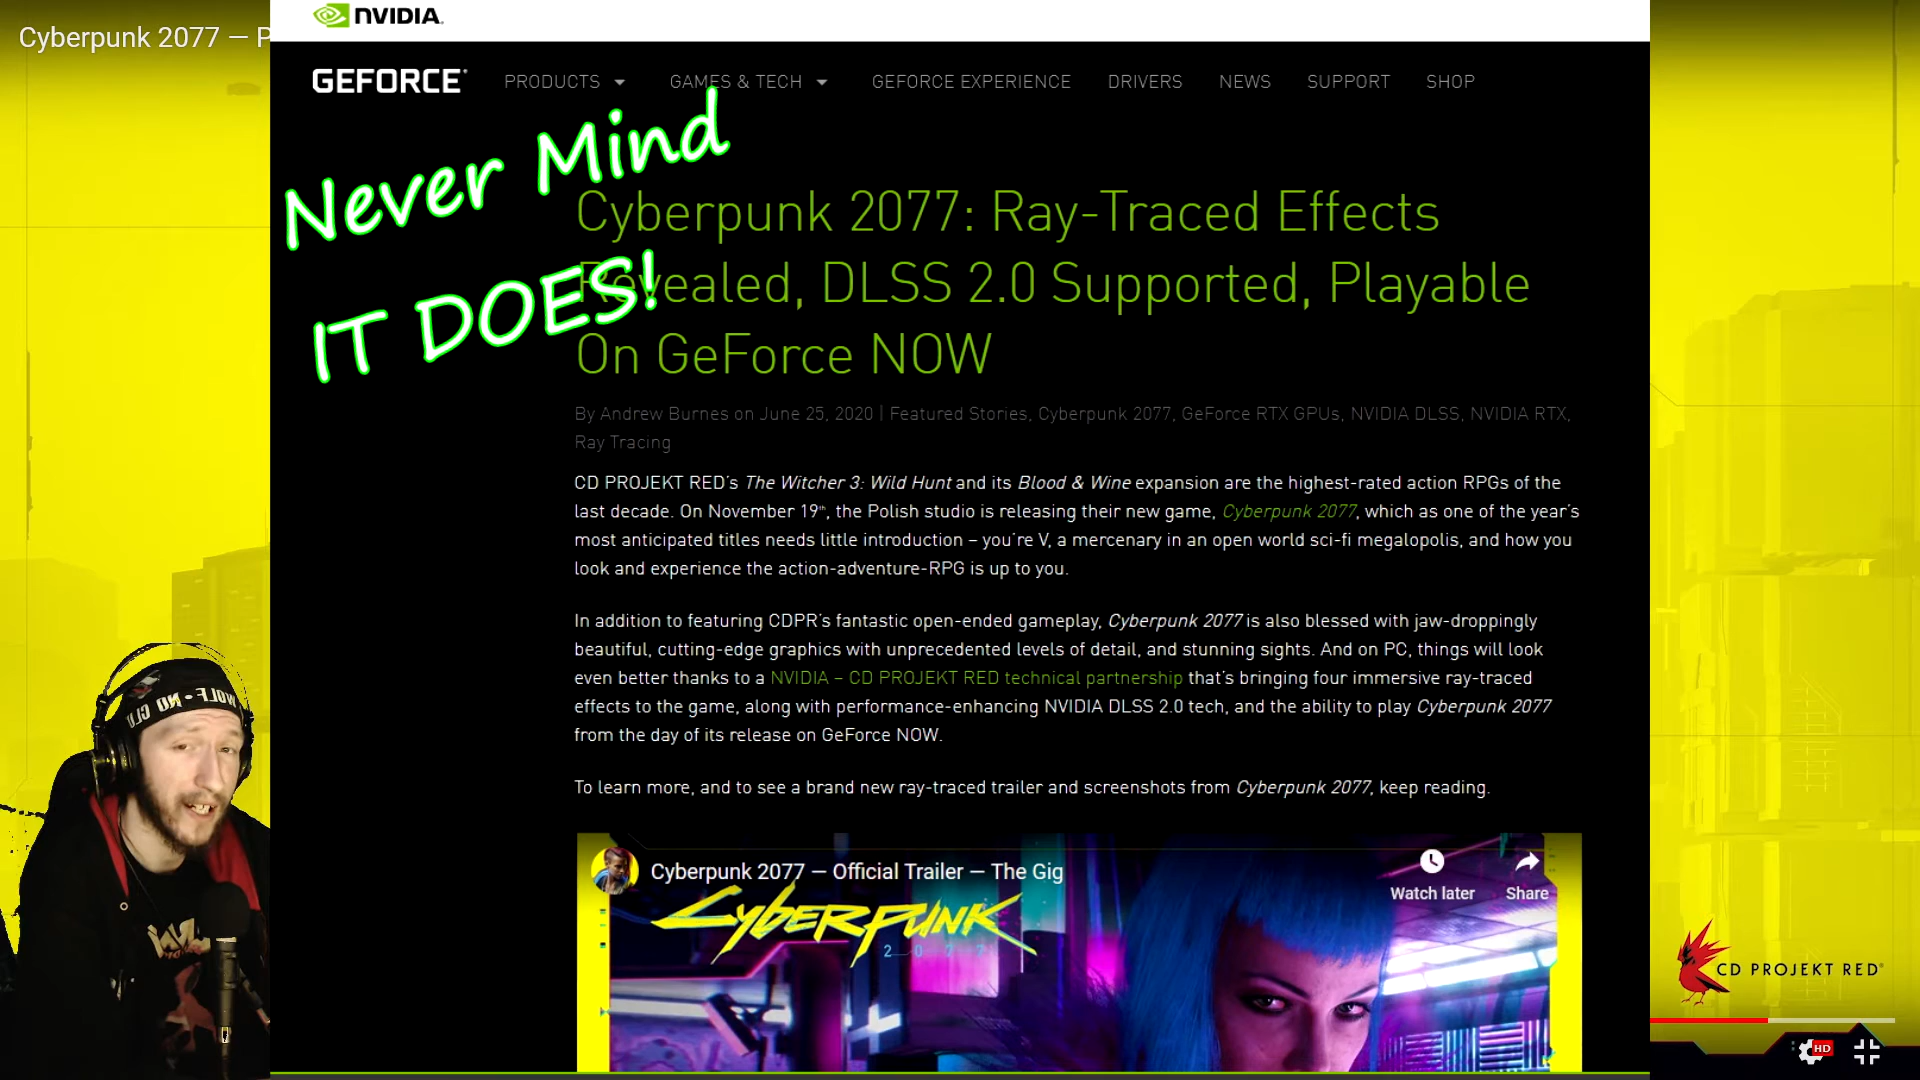 Cyberpunk 2077 — P
NVIDIA.
GEFORCE®
PRODUCTS
GAMES & TECH
GEFORCE EXPERIENCE
DRIVERS
NEWS
SUPPORT
SHOP
Never Mind
IT DOES!
Cyberpunk 2077: Ray-Traced Effects
Revealed, DLSS 2.0 Supported, Playable
On GeForce NOW
By Andrew Burnes on June 25, 2020 | Featured Stories, Cyberpunk 2077, GeForce RTX GPUs, NVIDIA DLSS, NVIDIA RTX,
Ray Tracing
CD PROJEKT RED's The Witcher 3: Wild Hunt and its Blood & Wine expansion are the highest-rated action RPGs of the
last decade. On November 19th, the Polish studio is releasing their new game, Cyberpunk 2077, which as one of the year's
most anticipated titles needs little introduction – you're V, a mercenary in an open world sci-fi megalopolis, and how you
look and experience the action-adventure-RPG is up to you.
In addition to featuring CDPR's fantastic open-ended gameplay, Cyberpunk 2077 is also blessed with jaw-droppingly
beautiful, cutting-edge graphics with unprecedented levels of detail, and stunning sights. And on PC, things will look
even better thanks to a NVIDIA – CD PROJEKT RED technical partnership that's bringing four immersive ray-traced
effects to the game, along with performance-enhancing NVIDIA DLSS 2.0 tech, and the ability to play Cyberpunk 2077
from the day of its release on GeForce NOW.
To learn more, and to see a brand new ray-traced trailer and screenshots from Cyberpunk 2077, keep reading.
Cyberpunk 2077 — Official Trailer — The Gig
Watch later
Share
CYBERPUNK
2077
CD PROJEKT RED®
HD